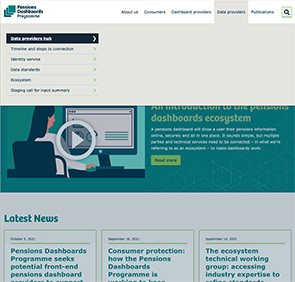 Pensions
Dashboards
Programme
About us
Consumers
Dashboard providers
Data providers
Publications
Data providers hub
Timeline and steps to connection
Identity service
Data standards
Ecosystem
Staging call for input summary
An introduction to the pensions
dashboards ecosystem
A pensions dashboard will show a user their pensions information
online, securely and all in one place. It sounds simple, but multiple
parties and technical services need to be connected – in what we're
referring to as an ecosystem – to make dashboards work.
Read more
Latest News
October 5, 2021
Pensions Dashboards
Programme seeks
potential front-end
pensions dashboard
providers to support
September 16, 2021
Consumer protection:
how the Pensions
Dashboards
Programme is
working to keep
September 14, 2021
The ecosystem
technical working
group: accessing
industry expertise to
refine standards